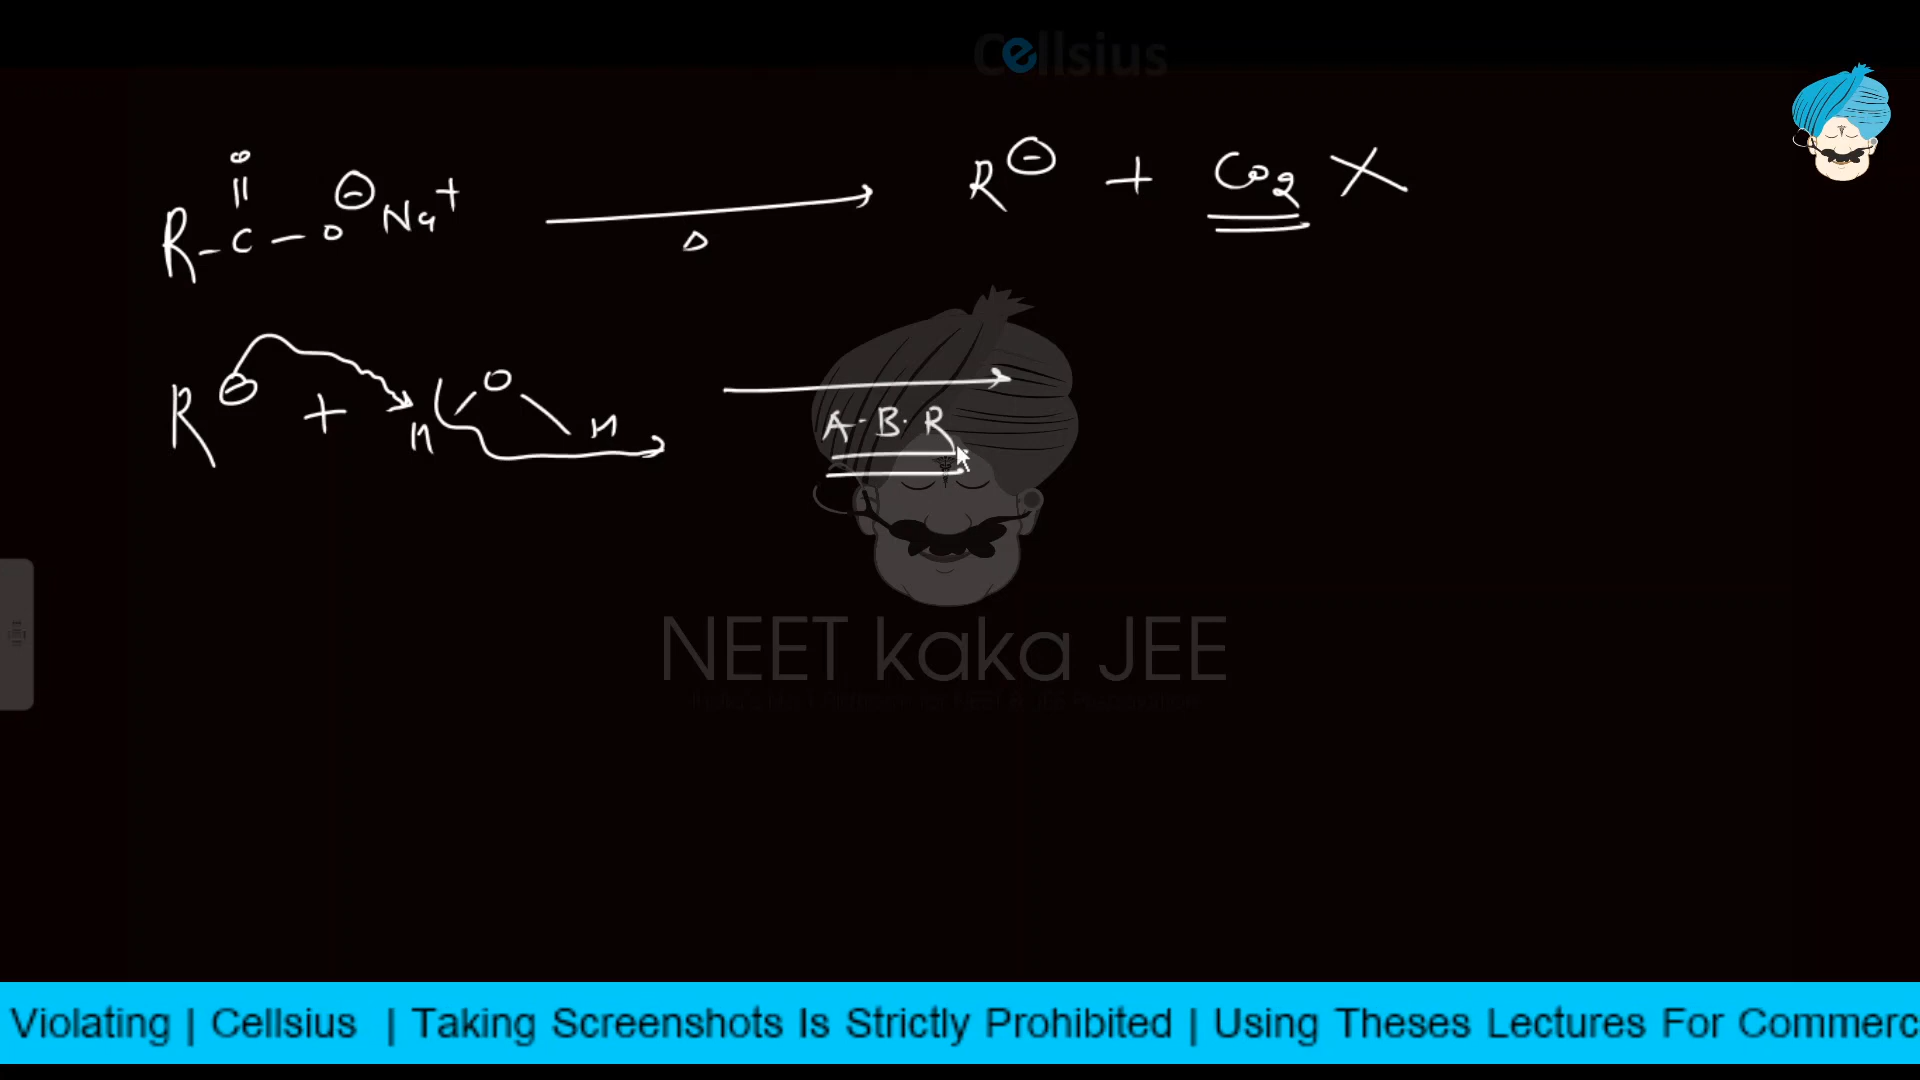 Cellsius
O
||
R-C-O⊖Na+ ⟶ R⊖ + Co2 ×
Δ
R⊖ + H O H ⟶
A·B·R
NEET kaka JEE
Violating | Cellsius | Taking Screenshots Is Strictly Prohibited | Using Theses Lectures For Commerc